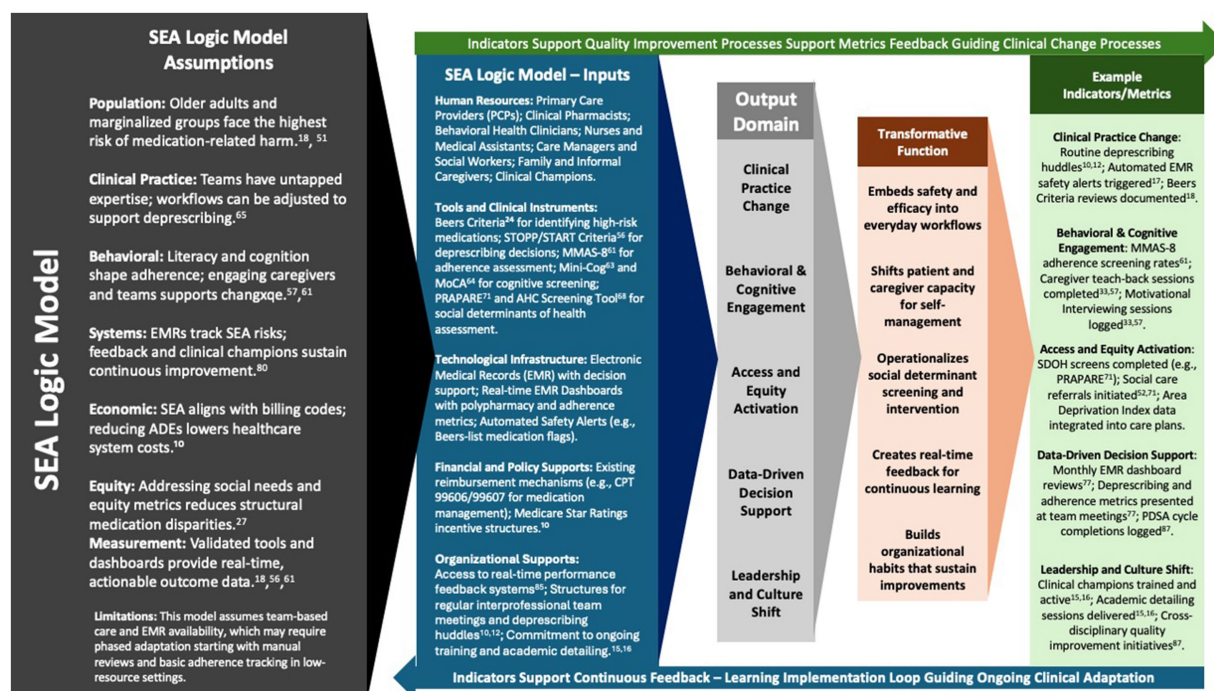 SEA Logic Model
SEA Logic Model
Assumptions
Population: Older adults and
marginalized groups face the highest
risk of medication-related harm.18, 51
Clinical Practice: Teams have untapped
expertise; workflows can be adjusted to
support deprescribing.65
Behavioral: Literacy and cognition
shape adherence; engaging caregivers
and teams supports changxqe.57,61
Systems: EMRs track SEA risks;
feedback and clinical champions sustain
continuous improvement.80
Economic: SEA aligns with billing codes;
reducing ADEs lowers healthcare
system costs.10
Equity: Addressing social needs and
equity metrics reduces structural
medication disparities.27
Measurement: Validated tools and
dashboards provide real-time,
actionable outcome data.18,56,61
Limitations: This model assumes team-based
care and EMR availability, which may require
phased adaptation starting with manual
reviews and basic adherence tracking in low-
resource settings.
Indicators Support Quality Improvement Processes Support Metrics Feedback Guiding Clinical Change Processes
SEA Logic Model – Inputs
Human Resources: Primary Care
Providers (PCPs); Clinical Pharmacists;
Behavioral Health Clinicians; Nurses and
Medical Assistants; Care Managers and
Social Workers; Family and Informal
Caregivers; Clinical Champions.
Tools and Clinical Instruments:
Beers Criteria24 for identifying high-risk
medications; STOPP/START Criteria56 for
deprescribing decisions; MMAS-861 for
adherence assessment; Mini-Cog63 and
MoCA64 for cognitive screening;
PRAPARE71 and AHC Screening Tool68 for
social determinants of health
assessment.
Technological Infrastructure: Electronic
Medical Records (EMR) with decision
support; Real-time EMR Dashboards
with polypharmacy and adherence
metrics; Automated Safety Alerts (e.g.,
Beers-list medication flags).
Financial and Policy Supports: Existing
reimbursement mechanisms (e.g., CPT
99606/99607 for medication
management); Medicare Star Ratings
incentive structures.10
Organizational Supports:
Access to real-time performance
feedback systems85; Structures for
regular interprofessional team
meetings and deprescribing
huddles10,12; Commitment to ongoing
training and academic detailing.15,16
Output
Domain
Clinical
Practice
Change
Behavioral &
Cognitive
Engagement
Access and
Equity
Activation
Data-Driven
Decision
Support
Leadership
and Culture
Shift
Transformative
Function
Embeds safety and
efficacy into
everyday workflows
Shifts patient and
caregiver capacity
for self-
management
Operationalizes
social determinant
screening and
intervention
Creates real-time
feedback for
continuous learning
Builds
organizational
habits that sustain
improvements
Example
Indicators/Metrics
Clinical Practice Change:
Routine deprescribing
huddles10,12; Automated EMR
safety alerts triggered17; Beers
Criteria reviews documented18.
Behavioral & Cognitive
Engagement: MMAS-8
adherence screening rates61;
Caregiver teach-back sessions
completed33,57; Motivational
Interviewing sessions
logged33,57.
Access and Equity Activation:
SDOH screens completed (e.g.,
PRAPARE71); Social care
referrals initiated52,71; Area
Deprivation Index data
integrated into care plans.
Data-Driven Decision Support:
Monthly EMR dashboard
reviews77; Deprescribing and
adherence metrics presented
at team meetings77; PDSA cycle
completions logged87.
Leadership and Culture Shift:
Clinical champions trained and
active15,16; Academic detailing
sessions delivered15,16; Cross-
disciplinary quality
improvement initiatives87.
Indicators Support Continuous Feedback – Learning Implementation Loop Guiding Ongoing Clinical Adaptation